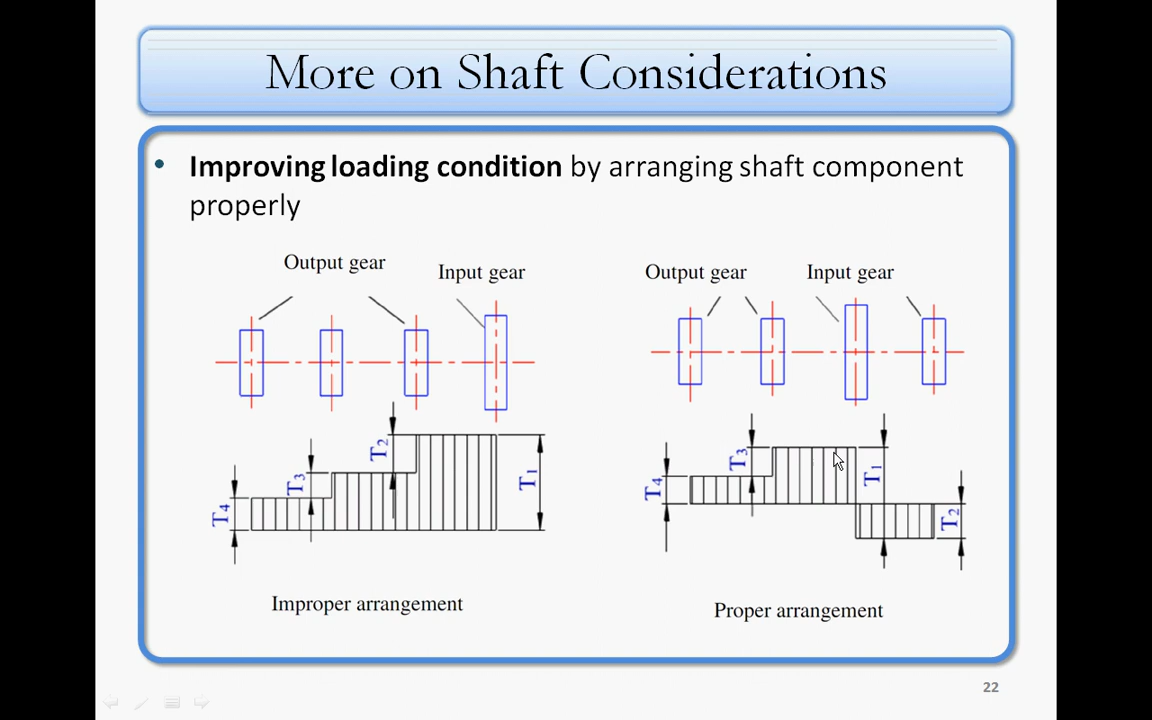 More on Shaft Considerations
• Improving loading condition by arranging shaft component
properly
Output gear
Input gear
T4
T3
T2
T1
Improper arrangement
Output gear
Input gear
T4
T3
T1
T2
Proper arrangement
22